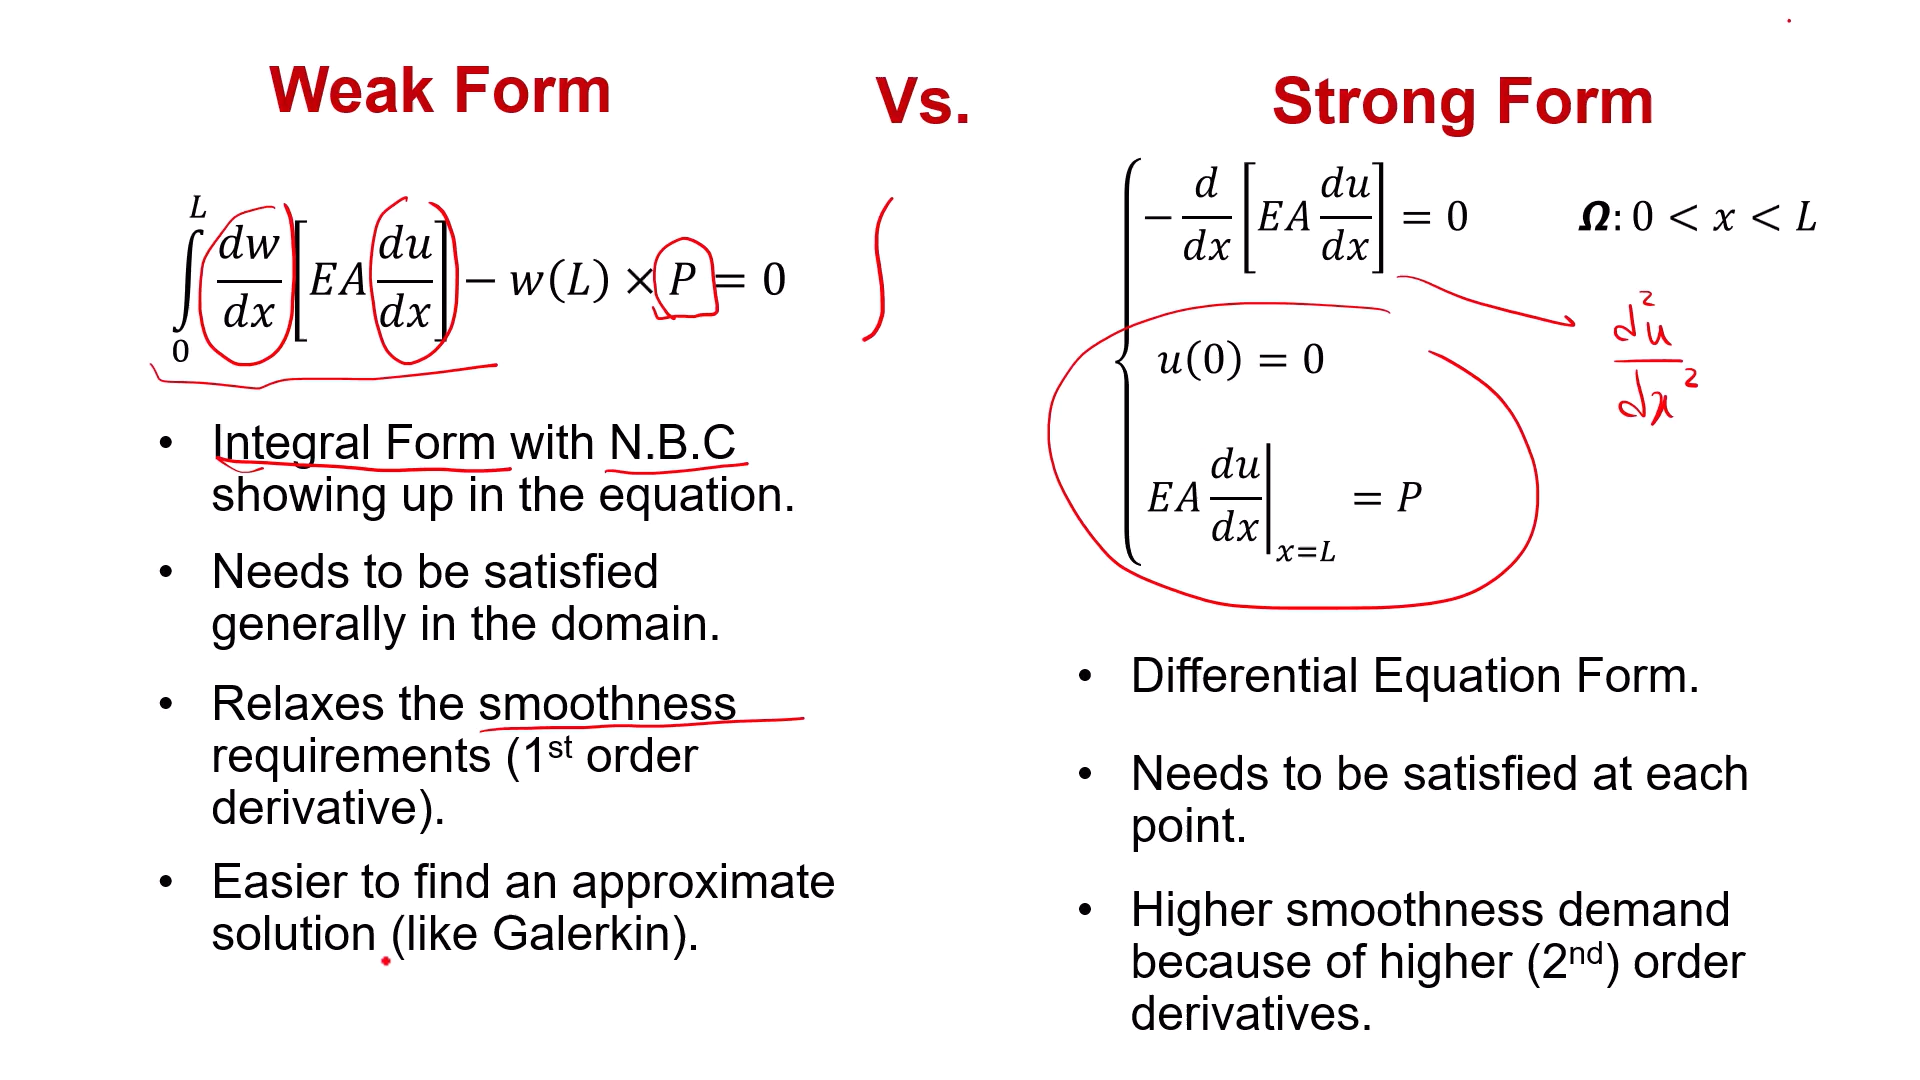 Weak Form
Vs.
Strong Form
∫₀ᴸ dw/dx [EA du/dx] − w(L) × P = 0
∫
− d/dx [EA du/dx] = 0    Ω: 0 < x < L
d²u/dx²
u(0) = 0
EA du/dx |ₓ₌L = P
• Integral Form with N.B.C
showing up in the equation.
• Needs to be satisfied
generally in the domain.
• Relaxes the smoothness
requirements (1st order
derivative).
• Easier to find an approximate
solution (like Galerkin).
• Differential Equation Form.
• Needs to be satisfied at each
point.
• Higher smoothness demand
because of higher (2nd) order
derivatives.